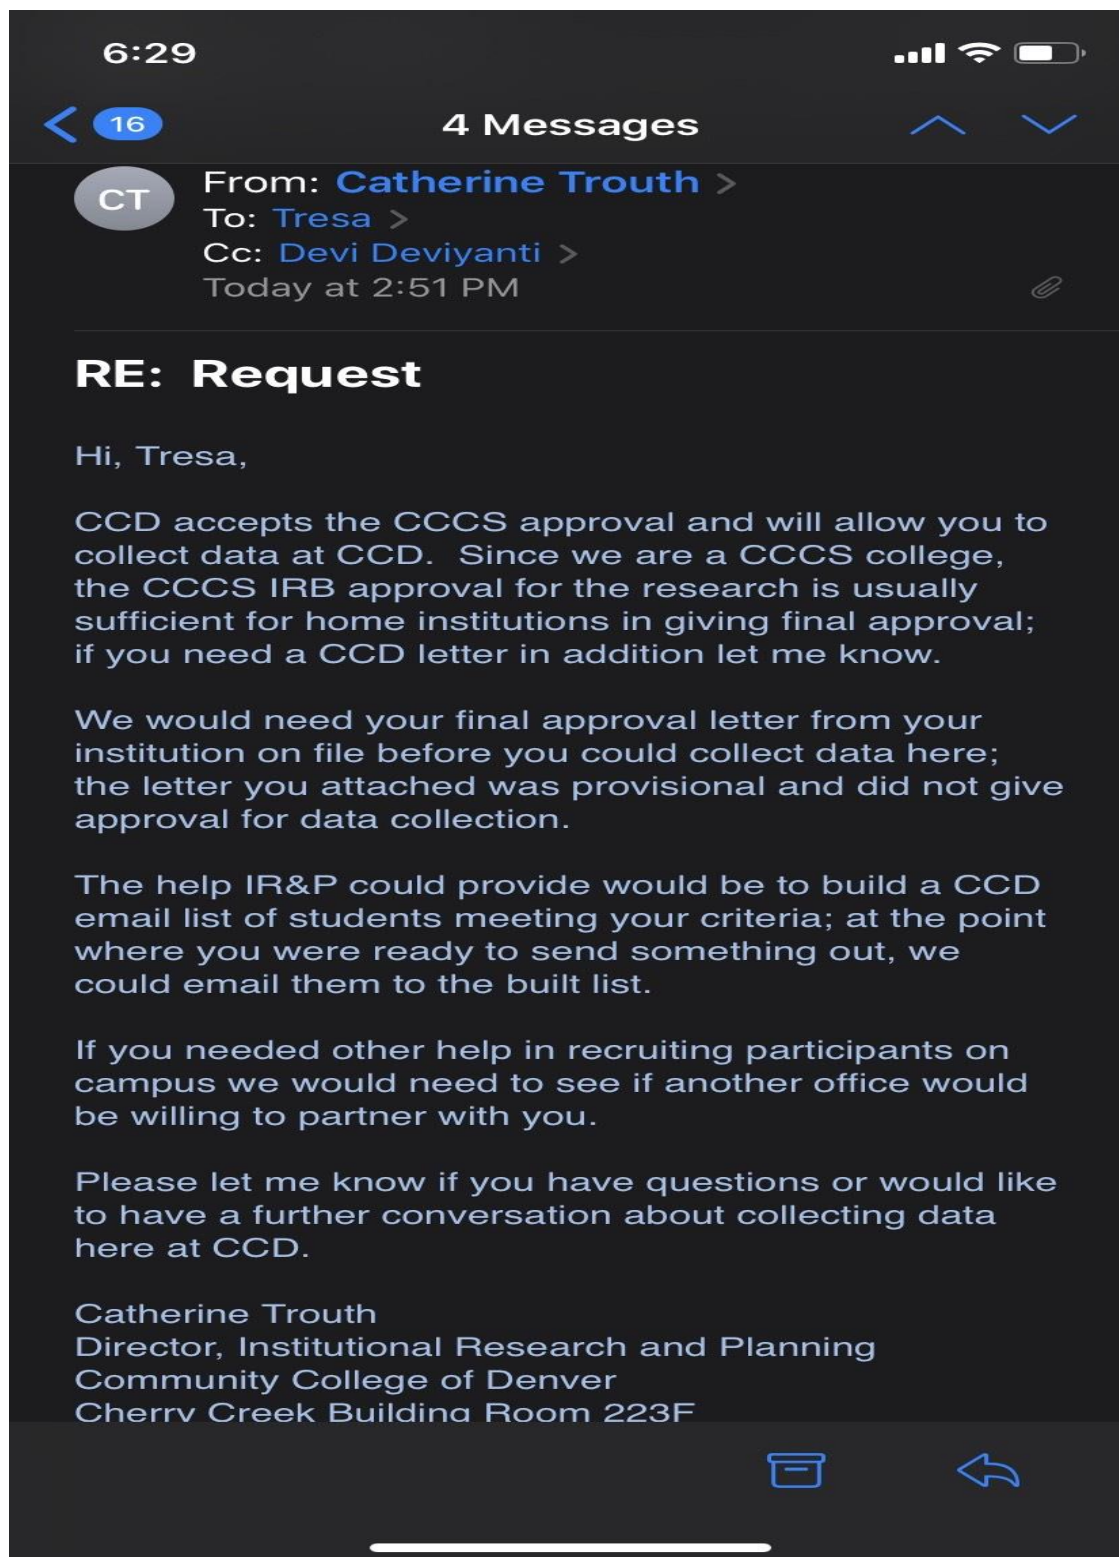 6:29
16
4 Messages
CT
From: Catherine Trouth >
To: Tresa >
Cc: Devi Deviyanti >
Today at 2:51 PM
RE:  Request
Hi, Tresa,
CCD accepts the CCCS approval and will allow you to
collect data at CCD.  Since we are a CCCS college,
the CCCS IRB approval for the research is usually
sufficient for home institutions in giving final approval;
if you need a CCD letter in addition let me know.
We would need your final approval letter from your
institution on file before you could collect data here;
the letter you attached was provisional and did not give
approval for data collection.
The help IR&P could provide would be to build a CCD
email list of students meeting your criteria; at the point
where you were ready to send something out, we
could email them to the built list.
If you needed other help in recruiting participants on
campus we would need to see if another office would
be willing to partner with you.
Please let me know if you have questions or would like
to have a further conversation about collecting data
here at CCD.
Catherine Trouth
Director, Institutional Research and Planning
Community College of Denver
Cherry Creek Building Room 223F